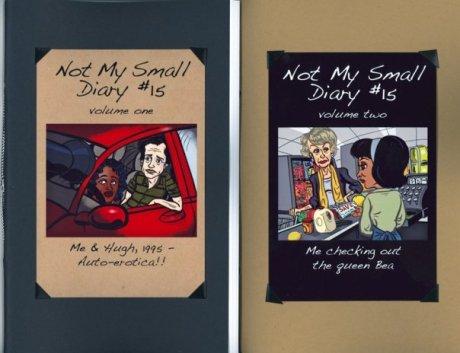 Not My Small
Diary #15
volume one
Me & Hugh, 1995 -
Auto-erotica!!
Not My Small
Diary #15
volume two
Me checking out
the queen Bea